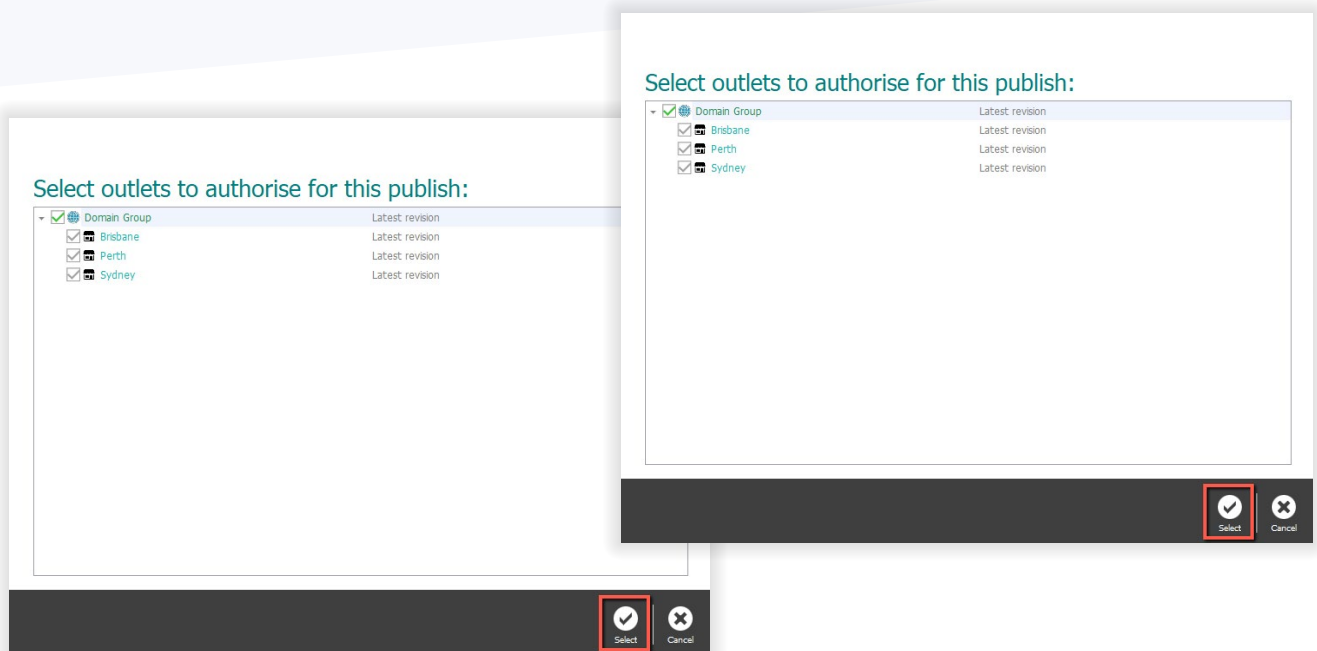 Select outlets to authorise for this publish:
Domain Group Latest revision
Brisbane Latest revision
Perth Latest revision
Sydney Latest revision
Select Cancel
Select outlets to authorise for this publish:
Domain Group Latest revision
Brisbane Latest revision
Perth Latest revision
Sydney Latest revision
Select Cancel